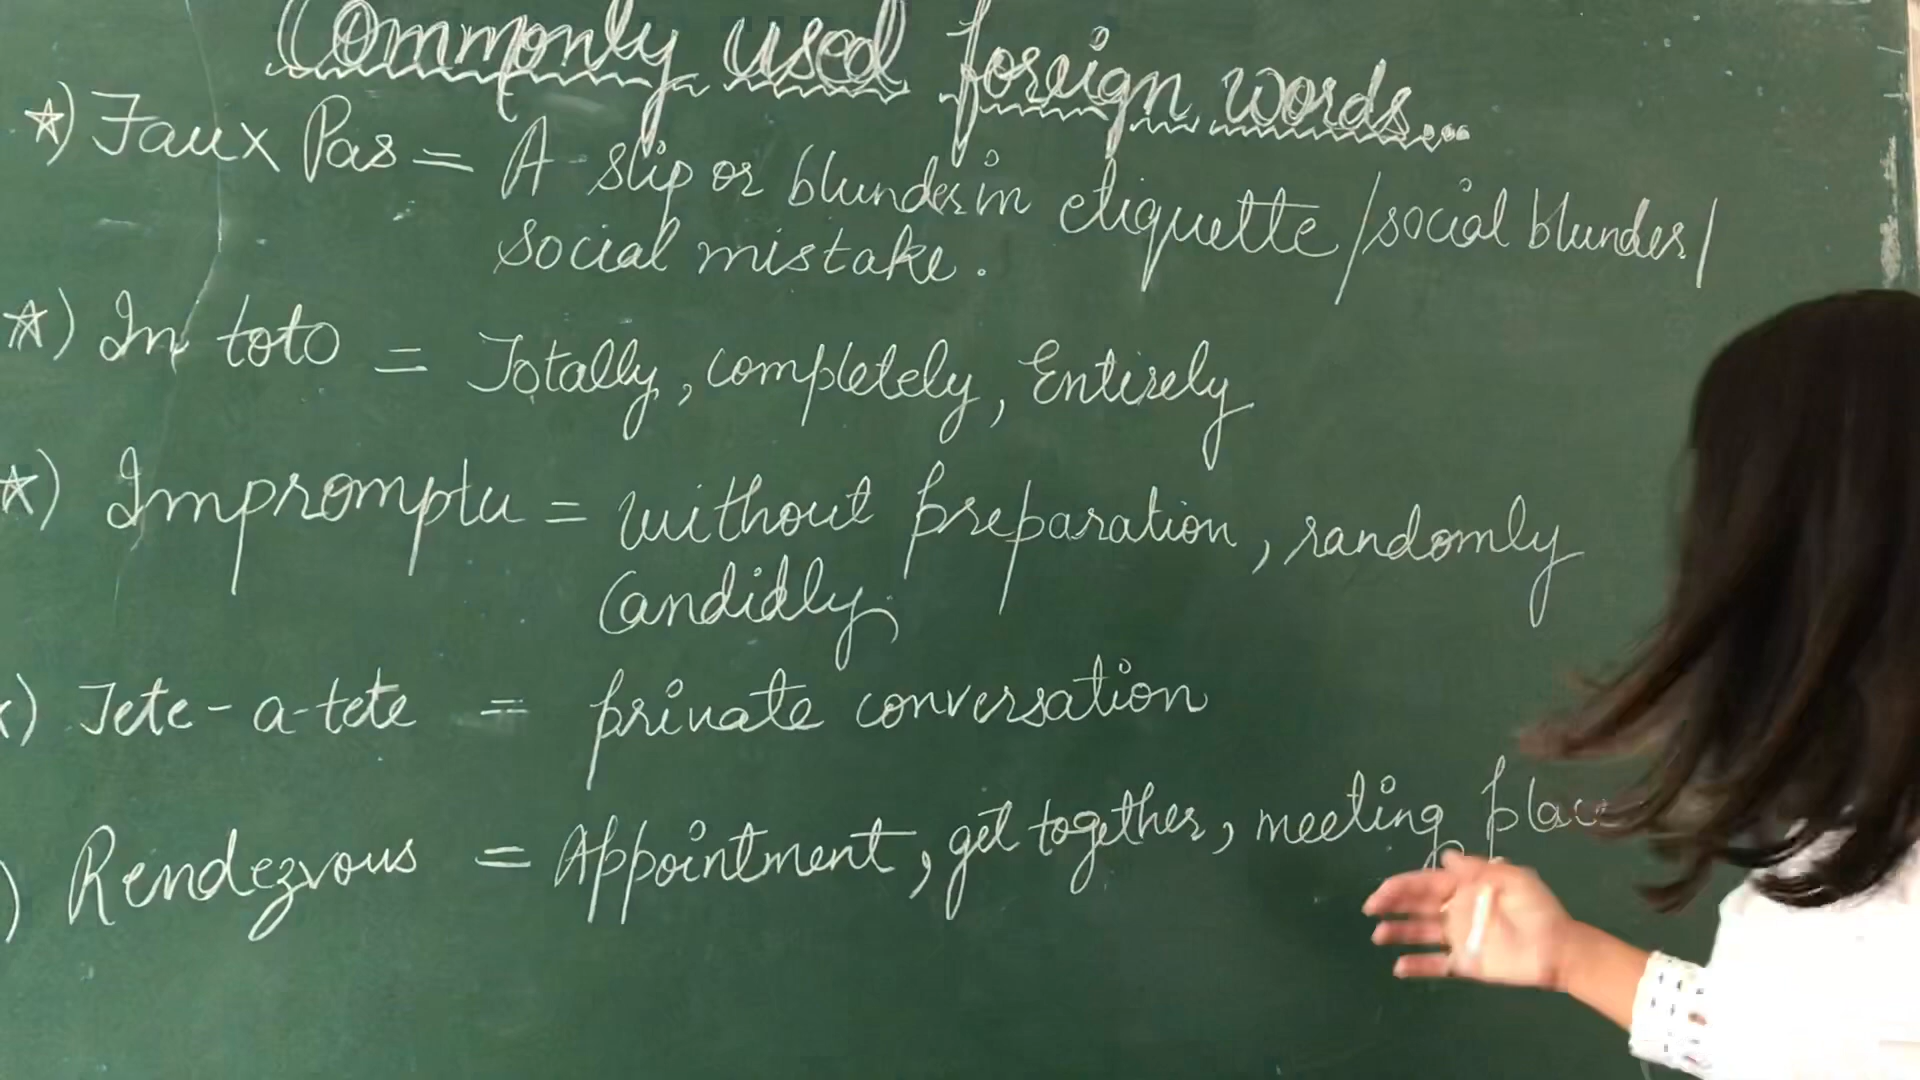 Commonly used foreign words...
☆) Faux Pas = A slip or blunder in etiquette / social blunder /
social mistake.
☆) In toto = Totally, completely, Entirely
☆) Impromptu = without preparation, randomly
Candidly.
) Tete-a-tete = private conversation
) Rendezvous = Appointment, get together, meeting place